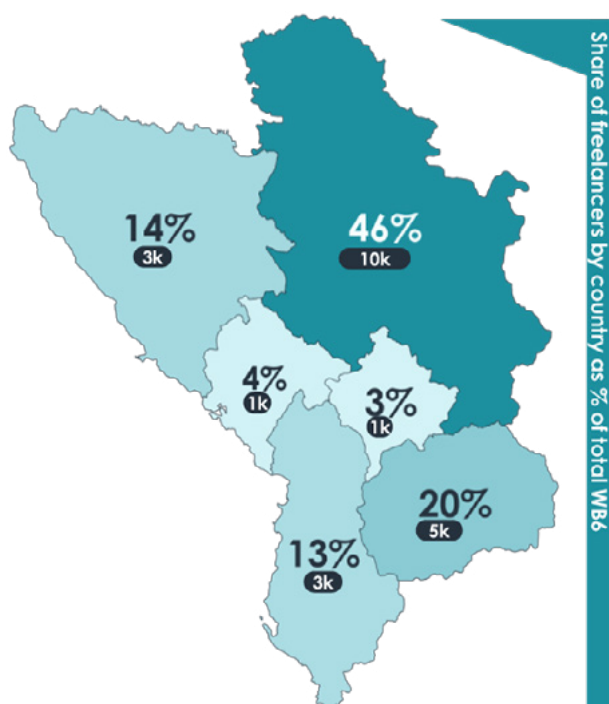 Share of freelancers by country as % of total WB6
14%
3k
46%
10k
4%
1k
3%
1k
20%
5k
13%
3k